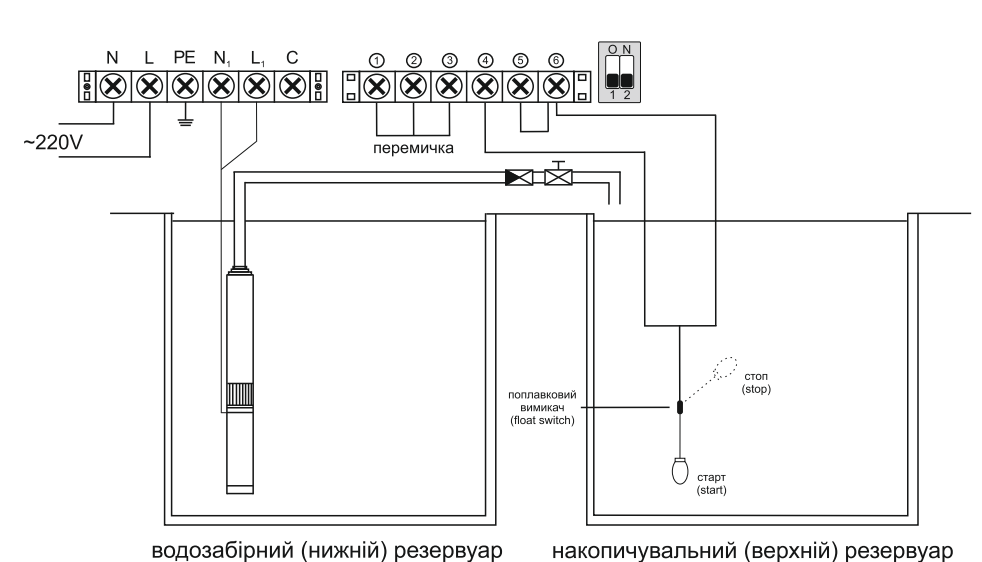 N L PE N₁ L₁ C
① ② ③ ④ ⑤ ⑥
ON
1 2
~220V
перемичка
поплавковий
вимикач
(float switch)
стоп
(stop)
старт
(start)
водозабірний (нижній) резервуар
накопичувальний (верхній) резервуар